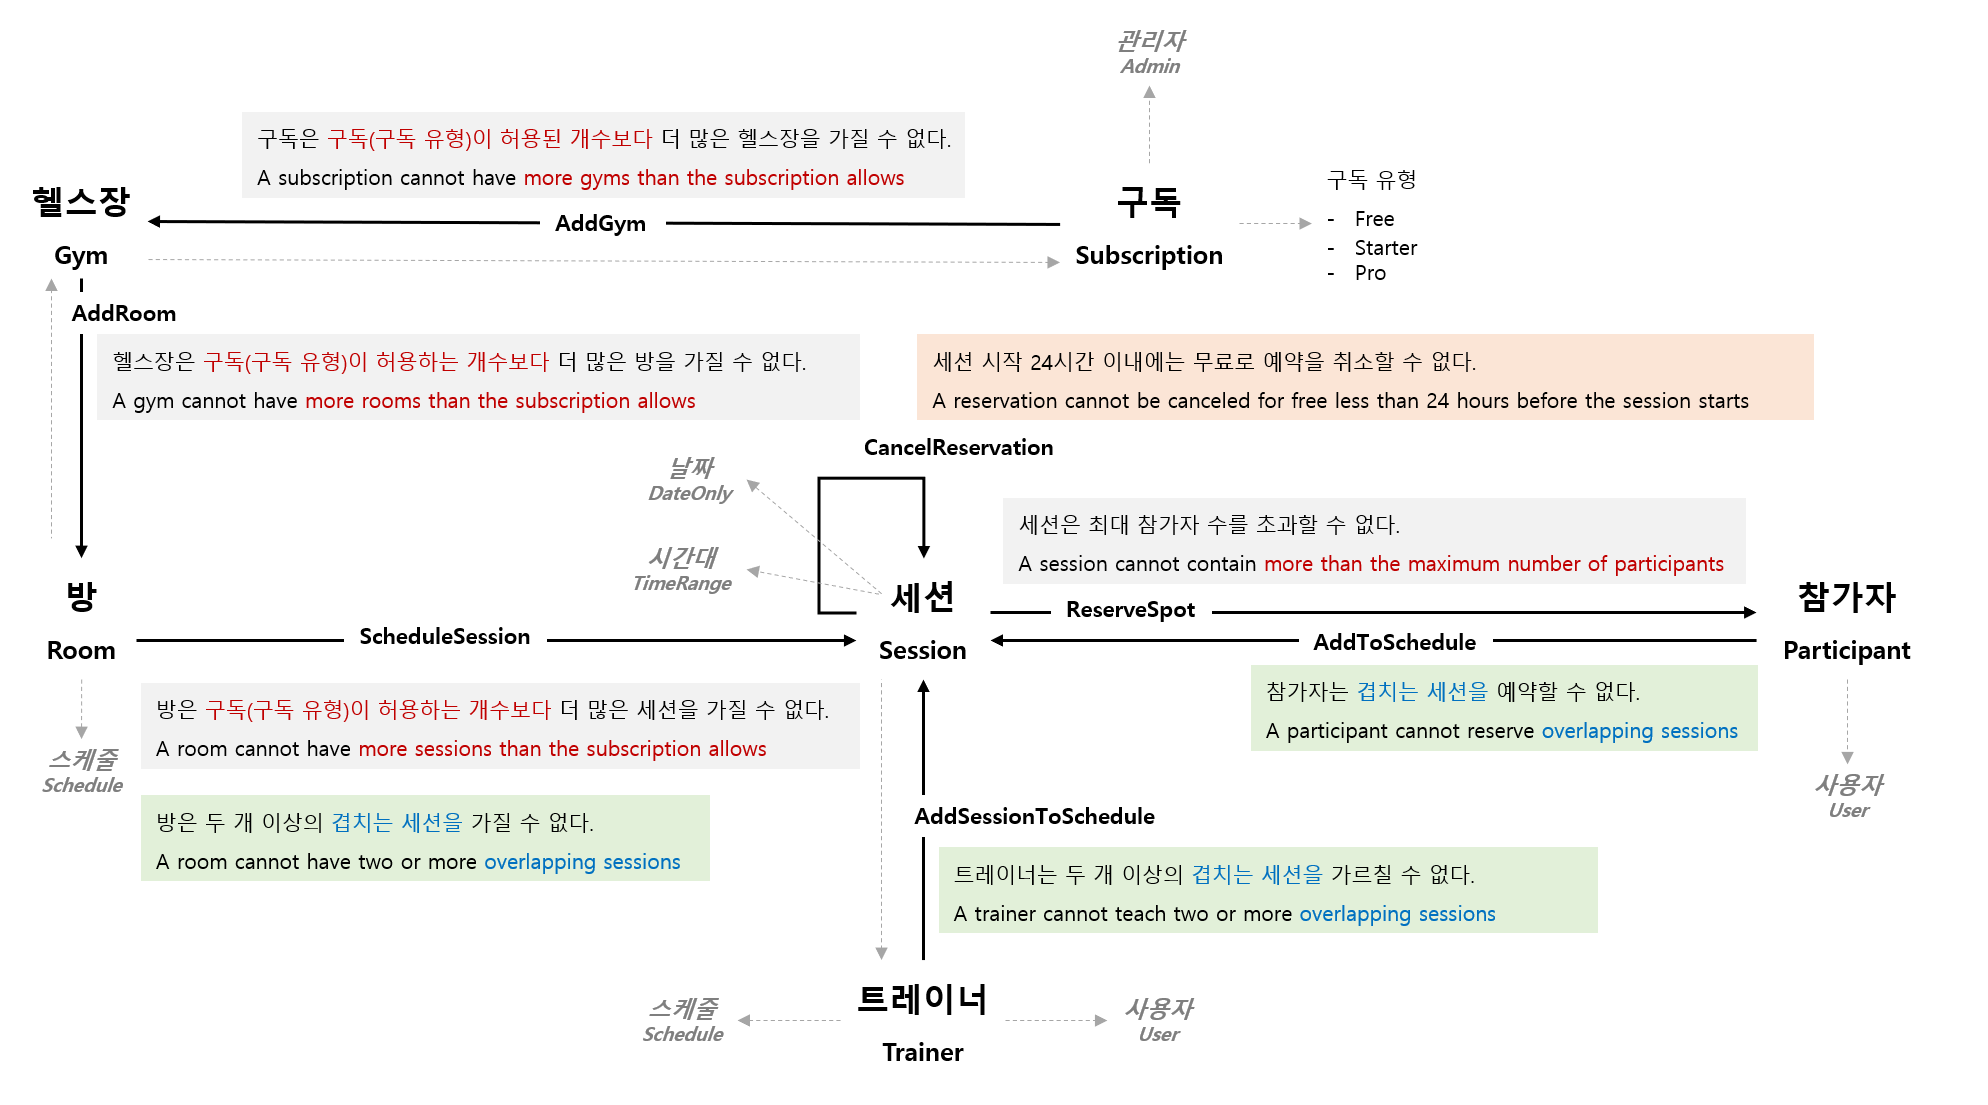 관리자
Admin
구독은 구독(구독 유형)이 허용된 개수보다 더 많은 헬스장을 가질 수 없다.
A subscription cannot have more gyms than the subscription allows
헬스장
Gym
AddGym
구독
Subscription
구독 유형
- Free
- Starter
- Pro
AddRoom
헬스장은 구독(구독 유형)이 허용하는 개수보다 더 많은 방을 가질 수 없다.
A gym cannot have more rooms than the subscription allows
세션 시작 24시간 이내에는 무료로 예약을 취소할 수 없다.
A reservation cannot be canceled for free less than 24 hours before the session starts
CancelReservation
날짜
DateOnly
시간대
TimeRange
세션은 최대 참가자 수를 초과할 수 없다.
A session cannot contain more than the maximum number of participants
방
Room
ScheduleSession
세션
Session
ReserveSpot
AddToSchedule
참가자
Participant
방은 구독(구독 유형)이 허용하는 개수보다 더 많은 세션을 가질 수 없다.
A room cannot have more sessions than the subscription allows
참가자는 겹치는 세션을 예약할 수 없다.
A participant cannot reserve overlapping sessions
스케줄
Schedule
사용자
User
방은 두 개 이상의 겹치는 세션을 가질 수 없다.
A room cannot have two or more overlapping sessions
AddSessionToSchedule
트레이너는 두 개 이상의 겹치는 세션을 가르칠 수 없다.
A trainer cannot teach two or more overlapping sessions
스케줄
Schedule
트레이너
Trainer
사용자
User